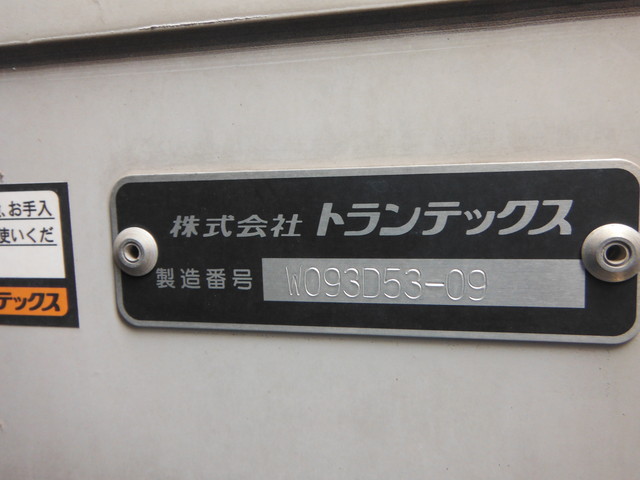 、お手入
使いくだ
テックス
株式会社 トランテックス
製造番号 W093D53-09